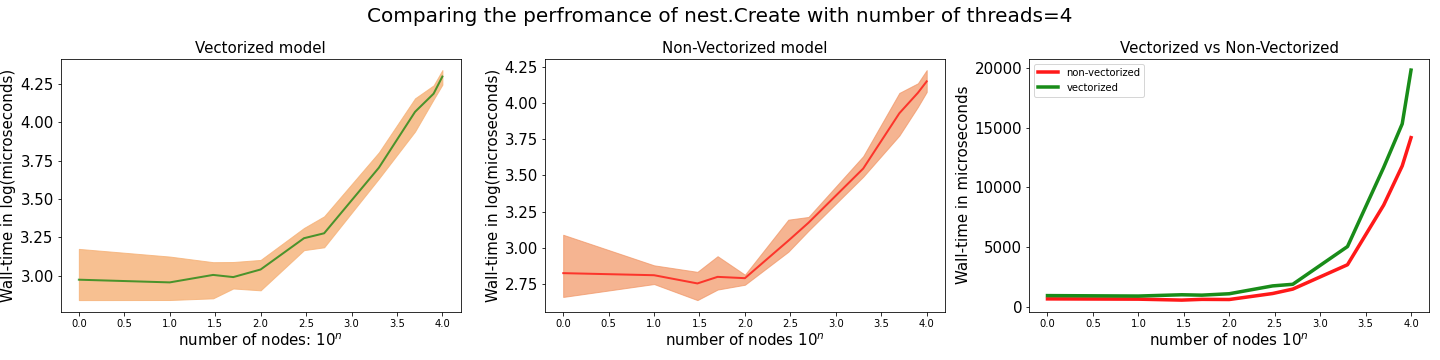 Comparing the perfromance of nest.Create with number of threads=4
Vectorized model
Wall-time in log(microseconds)
4.25
4.00
3.75
3.50
3.25
3.00
0.0 0.5 1.0 1.5 2.0 2.5 3.0 3.5 4.0
number of nodes: 10^n
Non-Vectorized model
Wall-time in log(microseconds)
4.25
4.00
3.75
3.50
3.25
3.00
2.75
0.0 0.5 1.0 1.5 2.0 2.5 3.0 3.5 4.0
number of nodes 10^n
Vectorized vs Non-Vectorized
Wall-time in microseconds
20000
15000
10000
5000
0
non-vectorized
vectorized
0.0 0.5 1.0 1.5 2.0 2.5 3.0 3.5 4.0
number of nodes 10^n